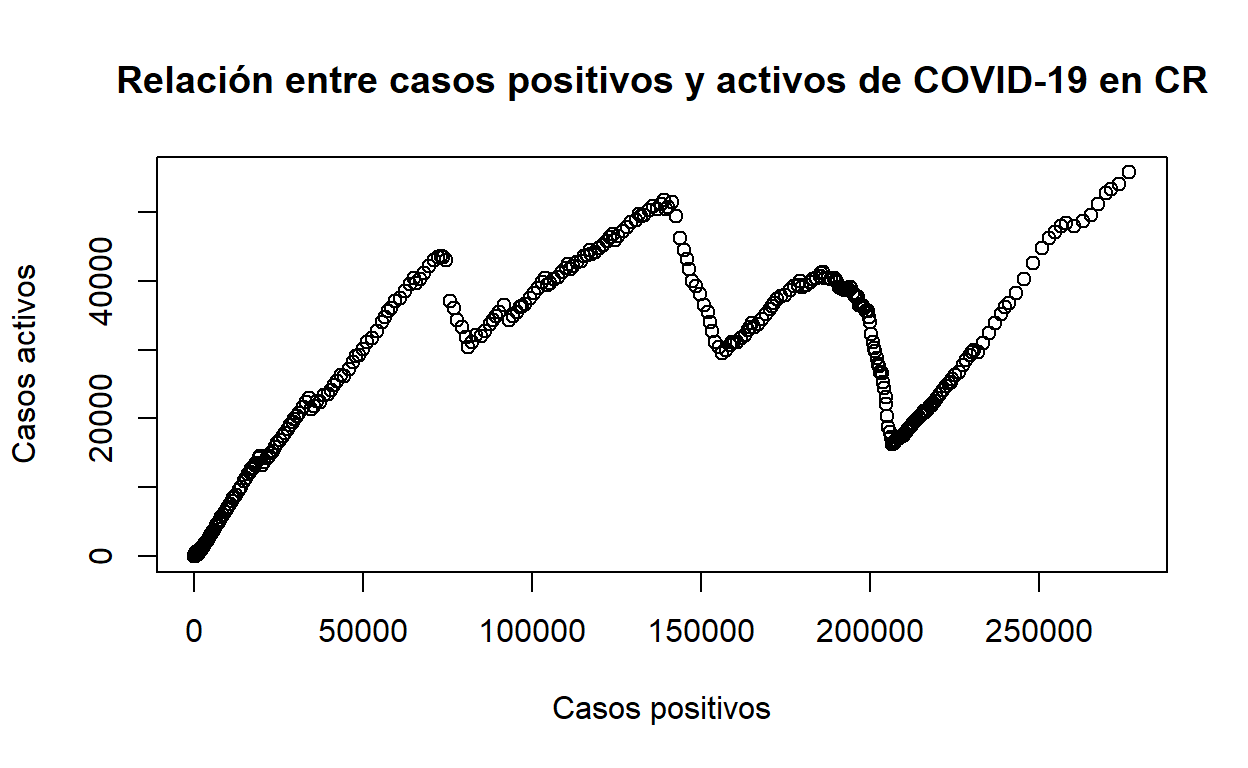 Relación entre casos positivos y activos de COVID-19 en CR
Casos activos
40000
20000
0
0 50000 100000 150000 200000 250000
Casos positivos